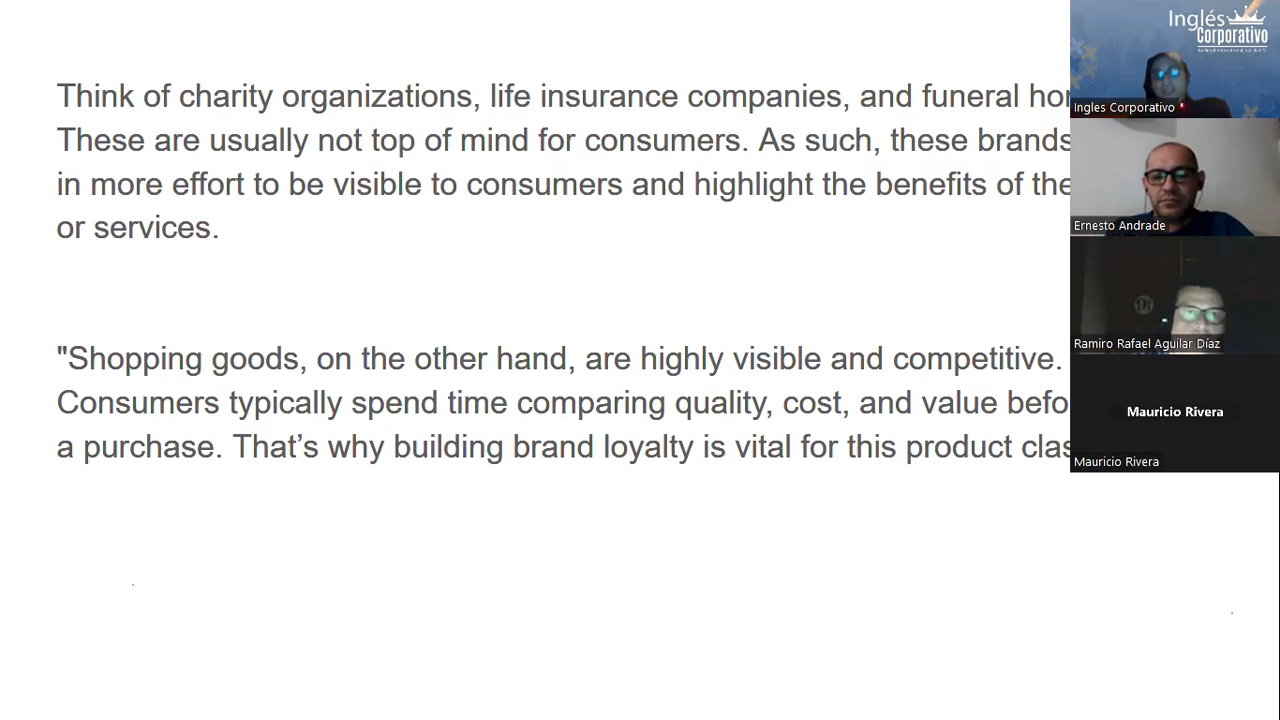 Think of charity organizations, life insurance companies, and funeral
These are usually not top of mind for consumers. As such, these brands
in more effort to be visible to consumers and highlight the benefits of
or services.
"Shopping goods, on the other hand, are highly visible and competitive.
Consumers typically spend time comparing quality, cost, and value
a purchase. That's why building brand loyalty is vital for this product
Inglés
Corporativo
Ingles Corporativo
Ernesto Andrade
Ramiro Rafael Aguilar Díaz
Mauricio Rivera
Mauricio Rivera